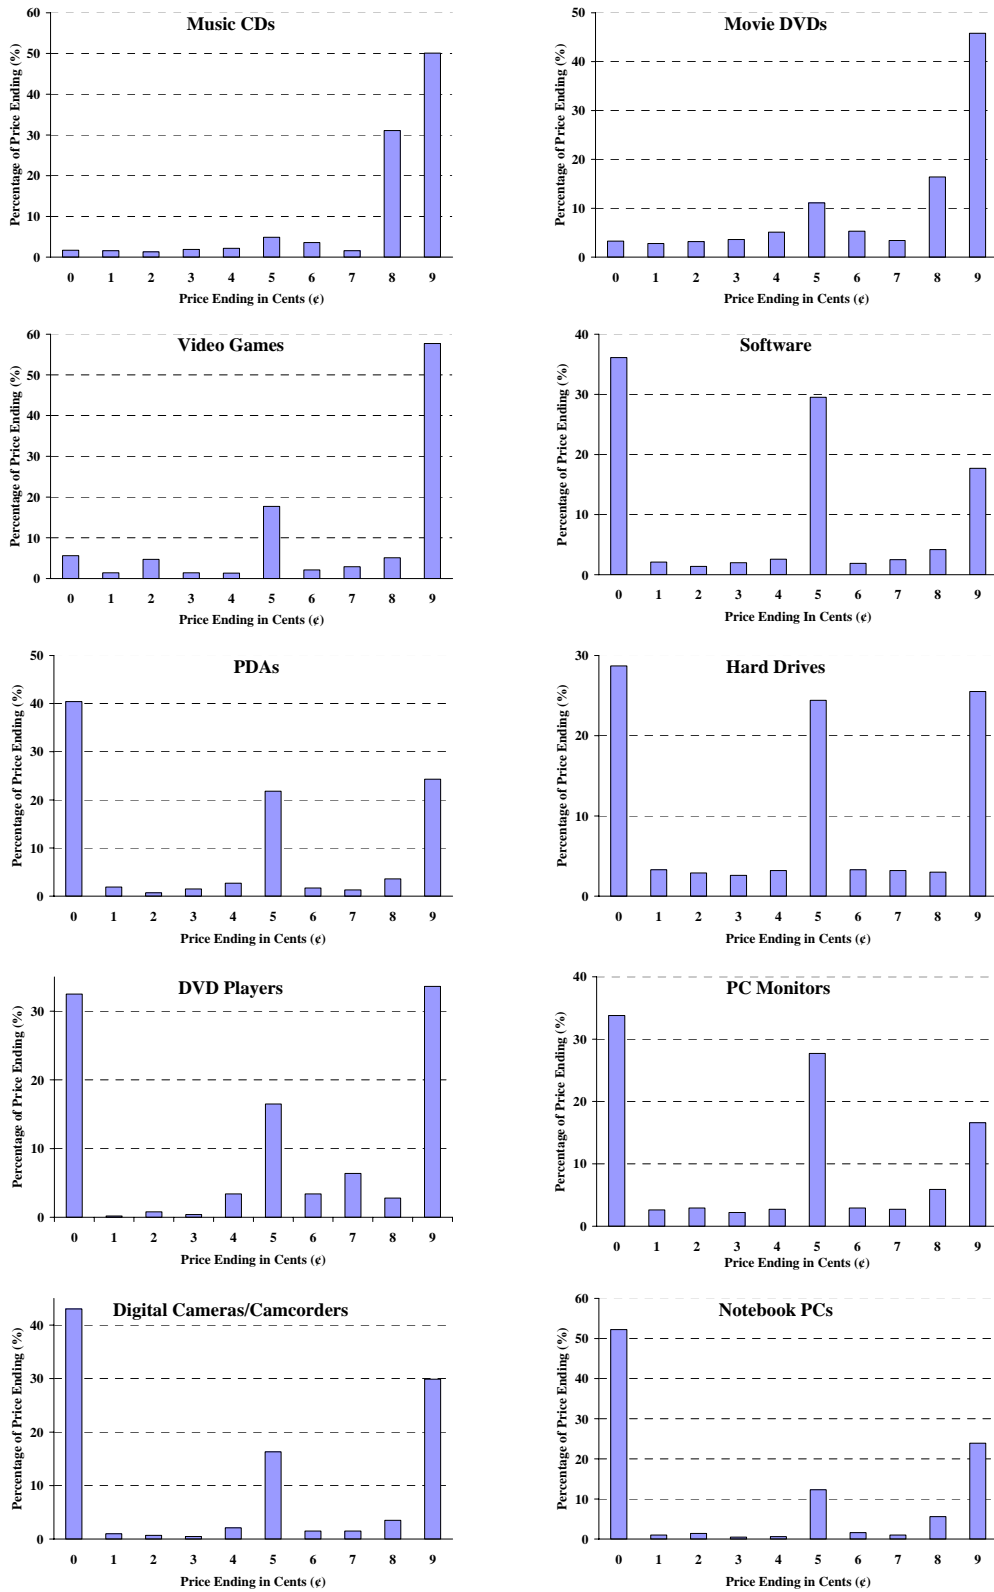 Music CDs
Percentage of Price Ending (%)
60
50
40
30
20
10
0
0 1 2 3 4 5 6 7 8 9
Price Ending in Cents (¢)
Movie DVDs
Percentage of Price Ending (%)
50
40
30
20
10
0
0 1 2 3 4 5 6 7 8 9
Price Ending in Cents (¢)
Video Games
Percentage of Price Ending (%)
60
50
40
30
20
10
0
0 1 2 3 4 5 6 7 8 9
Price Ending in Cents (¢)
Software
Percentage of Price Ending (%)
40
30
20
10
0
0 1 2 3 4 5 6 7 8 9
Price Ending In Cents (¢)
PDAs
Percentage of Price Ending (%)
50
40
30
20
10
0
0 1 2 3 4 5 6 7 8 9
Price Ending in Cents (¢)
Hard Drives
Percentage of Price Ending (%)
30
20
10
0
0 1 2 3 4 5 6 7 8 9
Price Ending in Cents (¢)
DVD Players
Percentage of Price Ending (%)
30
20
10
0
0 1 2 3 4 5 6 7 8 9
Price Ending in Cents (¢)
PC Monitors
Percentage of Price Ending (%)
40
30
20
10
0
0 1 2 3 4 5 6 7 8 9
Price Ending in Cents (¢)
Digital Cameras/Camcorders
Percentage of Price Ending (%)
40
30
20
10
0
0 1 2 3 4 5 6 7 8 9
Price Ending in Cents (¢)
Notebook PCs
Percentage of Price Ending (%)
60
50
40
30
20
10
0
0 1 2 3 4 5 6 7 8 9
Price Ending in Cents (¢)